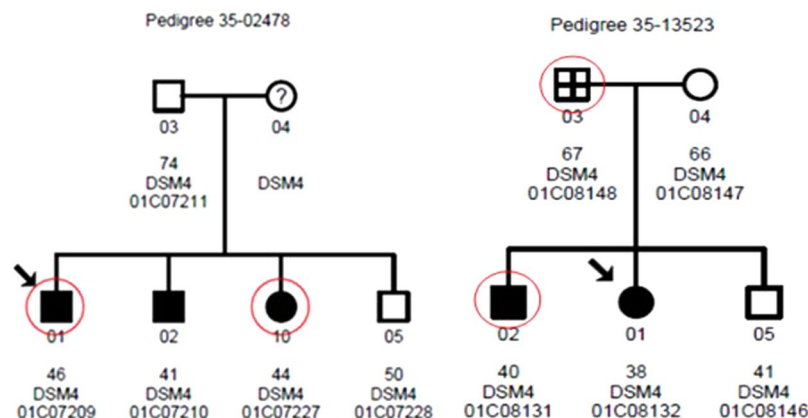 Pedigree 35-02478
?
03
04
74
DSM4
DSM4
01C07211
01
02
10
05
46
41
44
50
DSM4
DSM4
DSM4
DSM4
01C07209
01C07210
01C07227
01C07228
Pedigree 35-13523
03
04
67
66
DSM4
DSM4
01C08148
01C08147
02
01
05
40
38
41
DSM4
DSM4
DSM4
01C08131
01C08132
01C08146